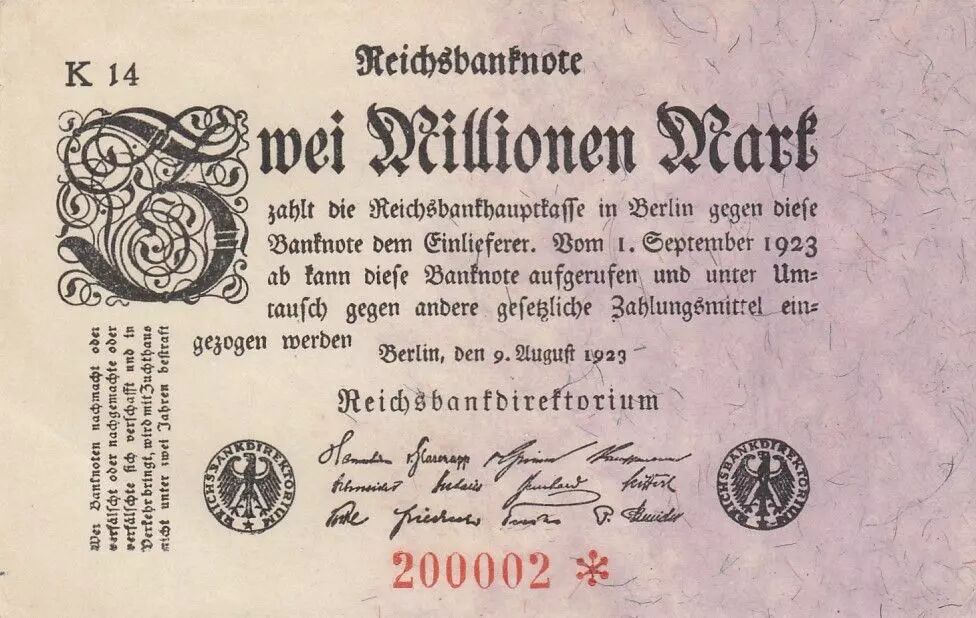 K 14
Reichsbanknote
Zwei Millionen Mark
zahlt die Reichsbankhauptkasse in Berlin gegen diese
Banknote dem Einlieferer. Vom 1. September 1923
ab kann diese Banknote aufgerufen und unter Um=
tausch gegen andere gesetzliche Zahlungsmittel ein=
gezogen werden
Berlin, den 9. August 1923
Reichsbankdirektorium
Wer Banknoten nachmacht oder
verfälscht oder nachgemachte oder
verfälschte sich verschafft und in
Verkehr bringt, wird mit Zuchthaus
nicht unter zwei Jahren bestraft
REICHSBANKDIREKTORIUM
REICHSBANKDIREKTORIUM
200002 *